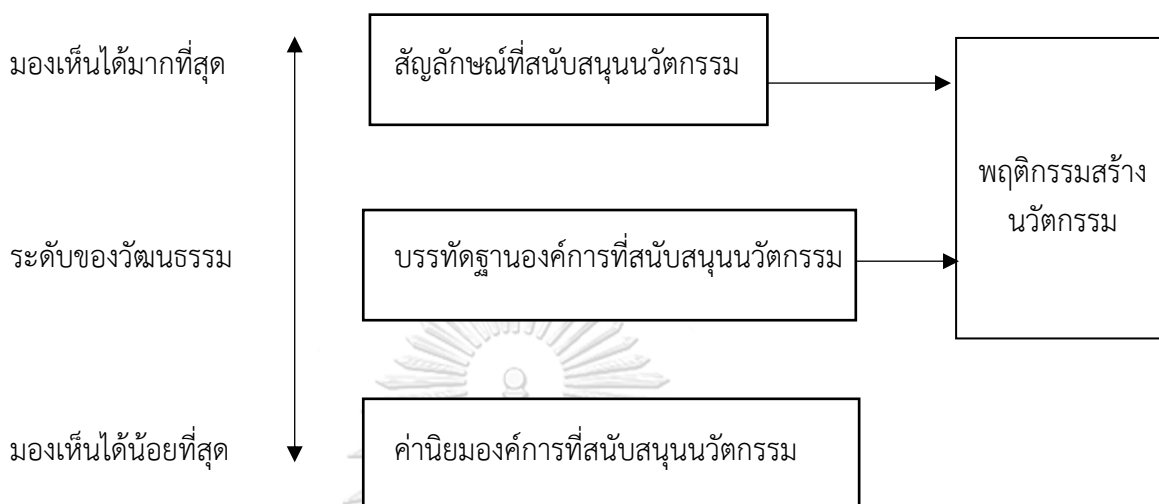 มองเห็นได้มากที่สุด
สัญลักษณ์ที่สนับสนุนนวัตกรรม
พฤติกรรมสร้าง
นวัตกรรม
ระดับของวัฒนธรรม
บรรทัดฐานองค์การที่สนับสนุนนวัตกรรม
มองเห็นได้น้อยที่สุด
ค่านิยมองค์การที่สนับสนุนนวัตกรรม